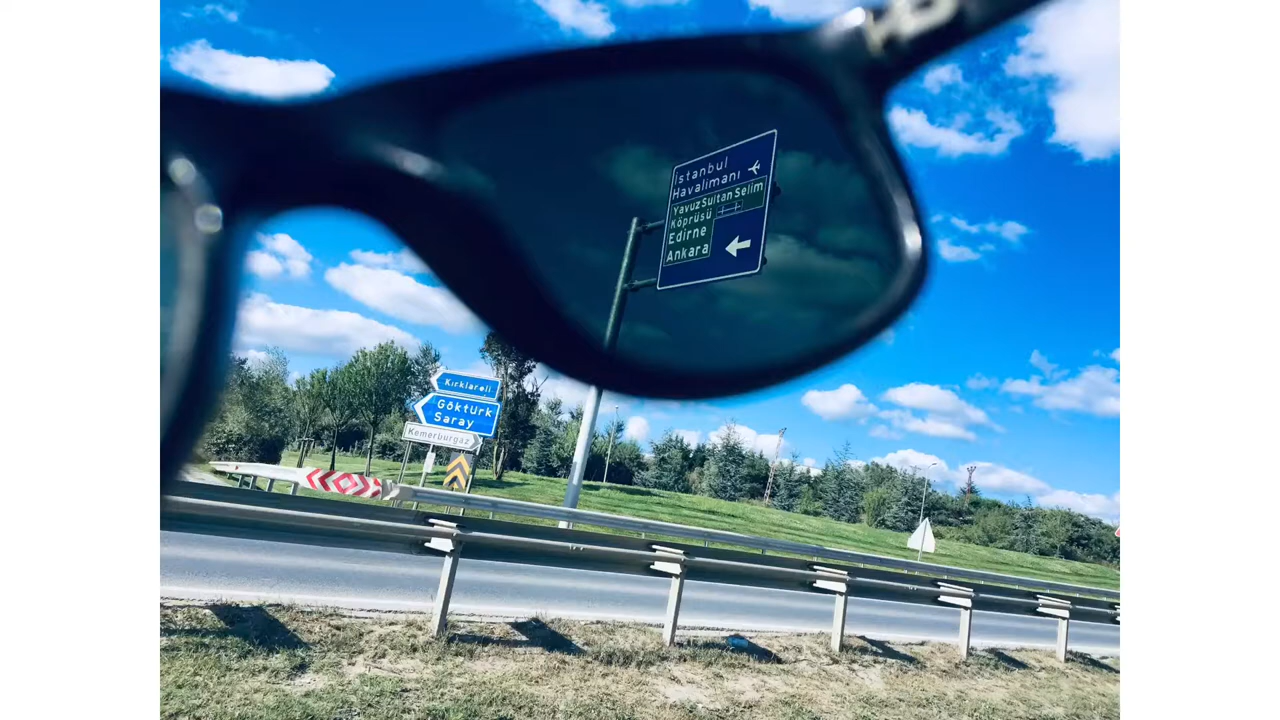 İstanbul
Havalimanı
Yavuz Sultan Selim
Köprüsü
Edirne
Ankara
Kırklareli
Göktürk
Saray
Kemerburgaz